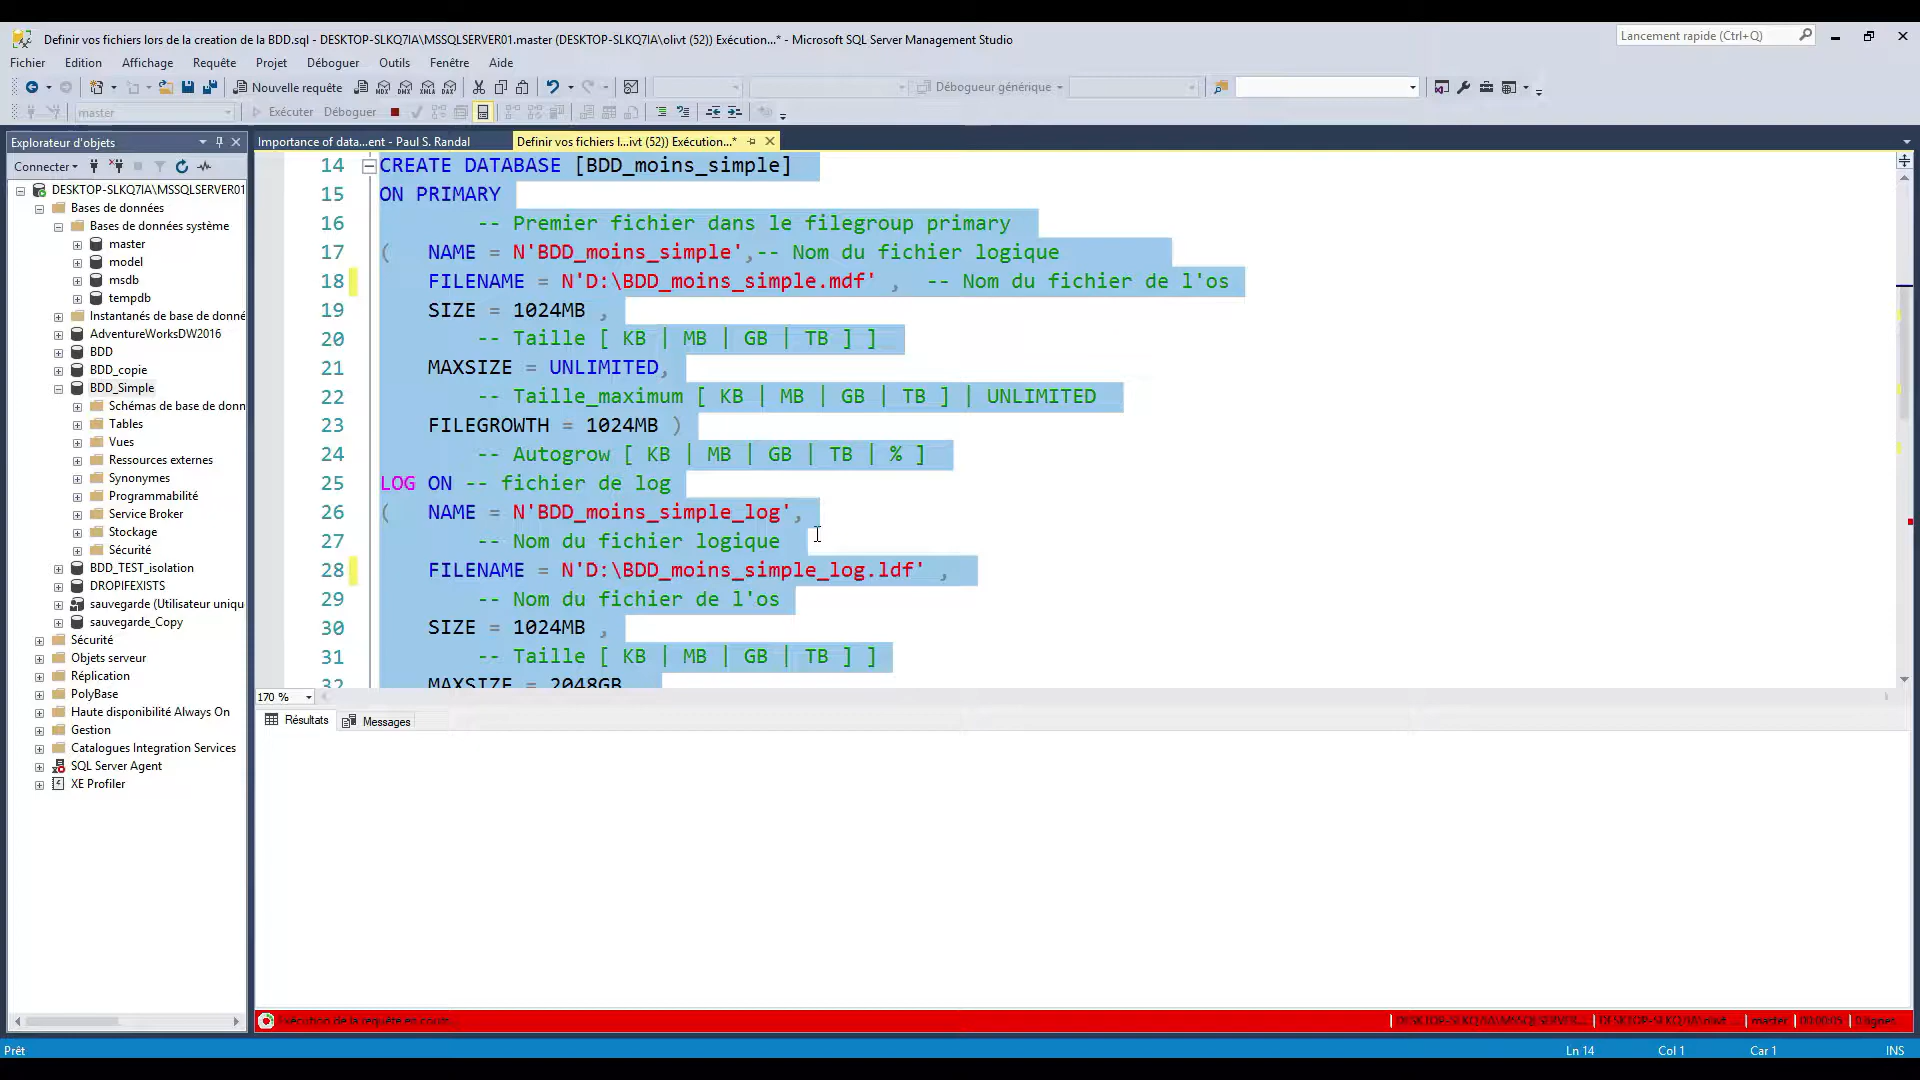 Definir vos fichiers lors de la creation de la BDD.sql - DESKTOP-SLKQ7IA\MSSQLSERVER01.master (DESKTOP-SLKQ7IA\olivt (52)) Exécution...* - Microsoft SQL Server Management Studio
Lancement rapide (Ctrl+Q)
Fichier Edition Affichage Requête Projet Déboguer Outils Fenêtre Aide
Nouvelle requête
Débogueur générique
master
Exécuter Déboguer
Explorateur d'objets
Importance of data...ent - Paul S. Randal
Definir vos fichiers l...ivt (52)) Exécution...*
Connecter
DESKTOP-SLKQ7IA\MSSQLSERVER01
Bases de données
Bases de données système
master
model
msdb
tempdb
Instantanés de base de donné
AdventureWorksDW2016
BDD
BDD_copie
BDD_Simple
Schémas de base de donn
Tables
Vues
Ressources externes
Synonymes
Programmabilité
Service Broker
Stockage
Sécurité
BDD_TEST_isolation
DROPIFEXISTS
sauvegarde (Utilisateur uniqu
sauvegarde_Copy
Sécurité
Objets serveur
Réplication
PolyBase
Haute disponibilité Always On
Gestion
Catalogues Integration Services
SQL Server Agent
XE Profiler
14 CREATE DATABASE [BDD_moins_simple]
15 ON PRIMARY
16 -- Premier fichier dans le filegroup primary
17 ( NAME = N'BDD_moins_simple',-- Nom du fichier logique
18 FILENAME = N'D:\BDD_moins_simple.mdf' , -- Nom du fichier de l'os
19 SIZE = 1024MB ,
20 -- Taille [ KB | MB | GB | TB ] ]
21 MAXSIZE = UNLIMITED,
22 -- Taille_maximum [ KB | MB | GB | TB ] | UNLIMITED
23 FILEGROWTH = 1024MB )
24 -- Autogrow [ KB | MB | GB | TB | % ]
25 LOG ON -- fichier de log
26 ( NAME = N'BDD_moins_simple_log',
27 -- Nom du fichier logique
28 FILENAME = N'D:\BDD_moins_simple_log.ldf' ,
29 -- Nom du fichier de l'os
30 SIZE = 1024MB ,
31 -- Taille [ KB | MB | GB | TB ] ]
32 MAXSIZE = 2048GB
170 %
Résultats Messages
Exécution de la requête en cours...
DESKTOP-SLKQ7IA\MSSQLSERVER... DESKTOP-SLKQ7IA\olivt ... master 00:00:05 0 lignes
Prêt Ln 14 Col 1 Car 1 INS